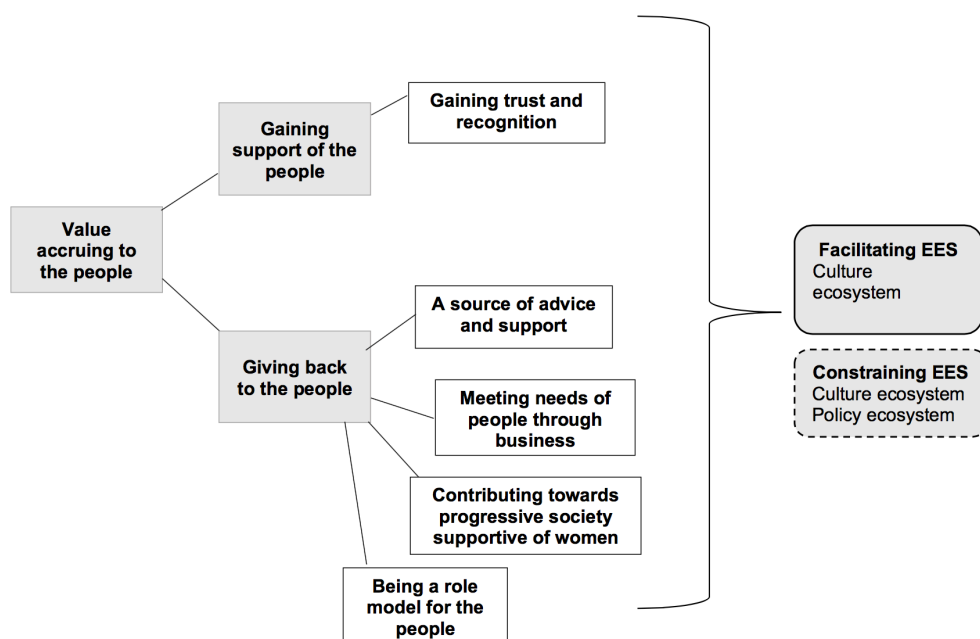 Gaining trust and
recognition
Gaining
support of the
people
Value
accruing to
the people
Facilitating EES
Culture
ecosystem
A source of advice
and support
Giving back
to the people
Constraining EES
Culture ecosystem
Policy ecosystem
Meeting needs of
people through
business
Contributing towards
progressive society
supportive of women
Being a role
model for the
people